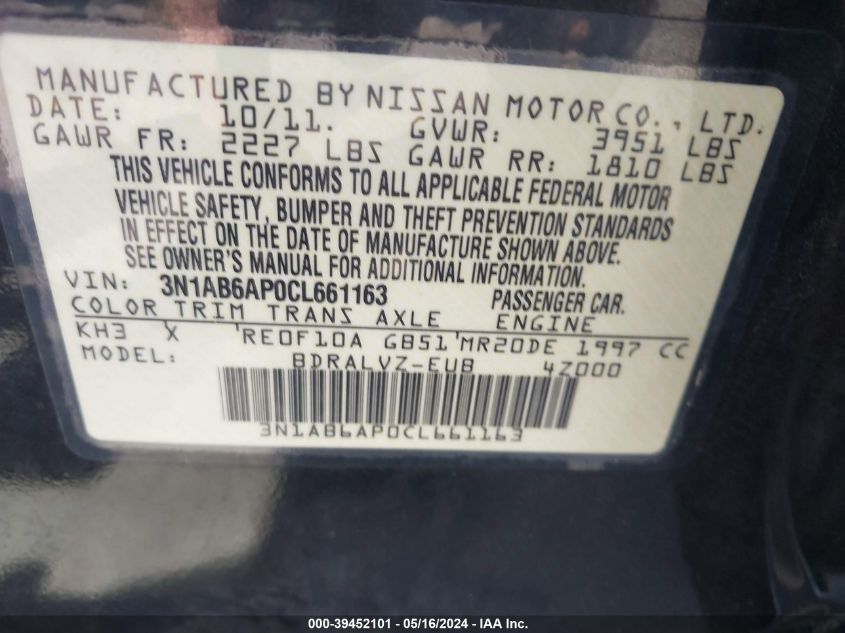 MANUFACTURED BY NISSAN MOTOR CO., LTD.
DATE: 10/11. GVWR: 3951 LBS
GAWR FR: 2227 LBS GAWR RR: 1810 LBS
THIS VEHICLE CONFORMS TO ALL APPLICABLE FEDERAL MOTOR
VEHICLE SAFETY, BUMPER AND THEFT PREVENTION STANDARDS
IN EFFECT ON THE DATE OF MANUFACTURE SHOWN ABOVE.
SEE OWNER'S MANUAL FOR ADDITIONAL INFORMATION.
VIN: 3N1AB6AP0CL661163 PASSENGER CAR.
COLOR TRIM TRANS AXLE ENGINE
KH3 X 'RE0F10A GB51'MR20DE 1997 CC
MODEL: BDRALVZ-EUB 4Z000
3N1AB6AP0CL661163
000-39452101 - 05/16/2024 - IAA Inc.